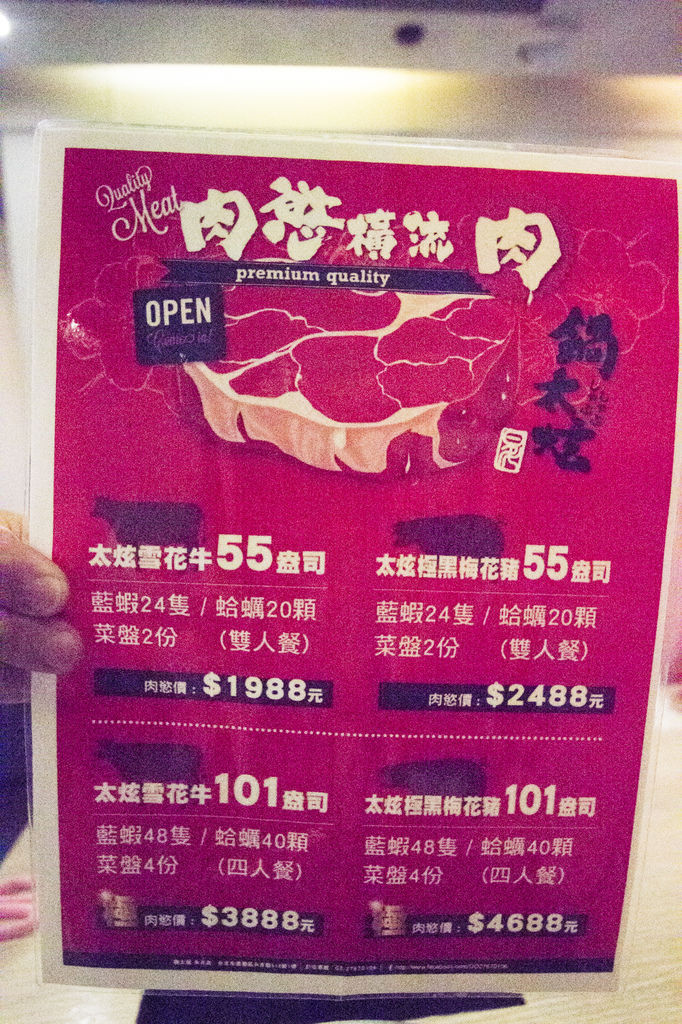 Quality
Meat
肉慾橫流肉
premium quality
OPEN
鍋太炫
太炫雪花牛55盎司
藍蝦24隻 / 蛤蠣20顆
菜盤2份 (雙人餐)
肉慾價：$1988元
太炫極黑梅花豬55盎司
藍蝦24隻 / 蛤蠣20顆
菜盤2份 (雙人餐)
肉慾價：$2488元
太炫雪花牛101盎司
藍蝦48隻 / 蛤蠣40顆
菜盤4份 (四人餐)
肉慾價：$3888元
太炫極黑梅花豬101盎司
藍蝦48隻 / 蛤蠣40顆
菜盤4份 (四人餐)
極 肉慾價：$4688元